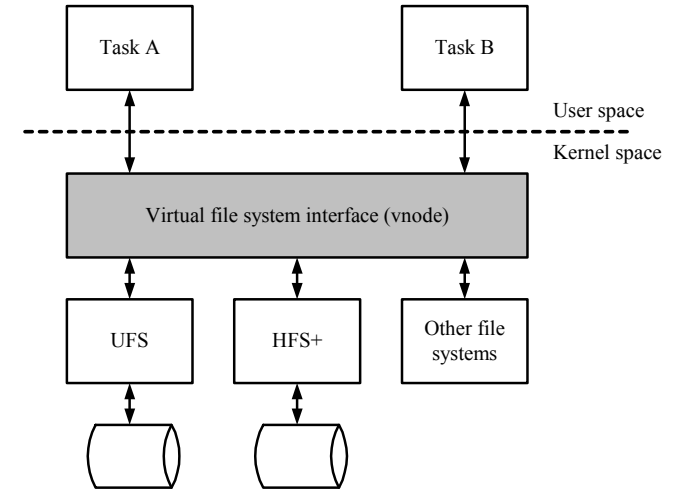 Task A
Task B
User space
Kernel space
Virtual file system interface (vnode)
UFS
HFS+
Other file
systems